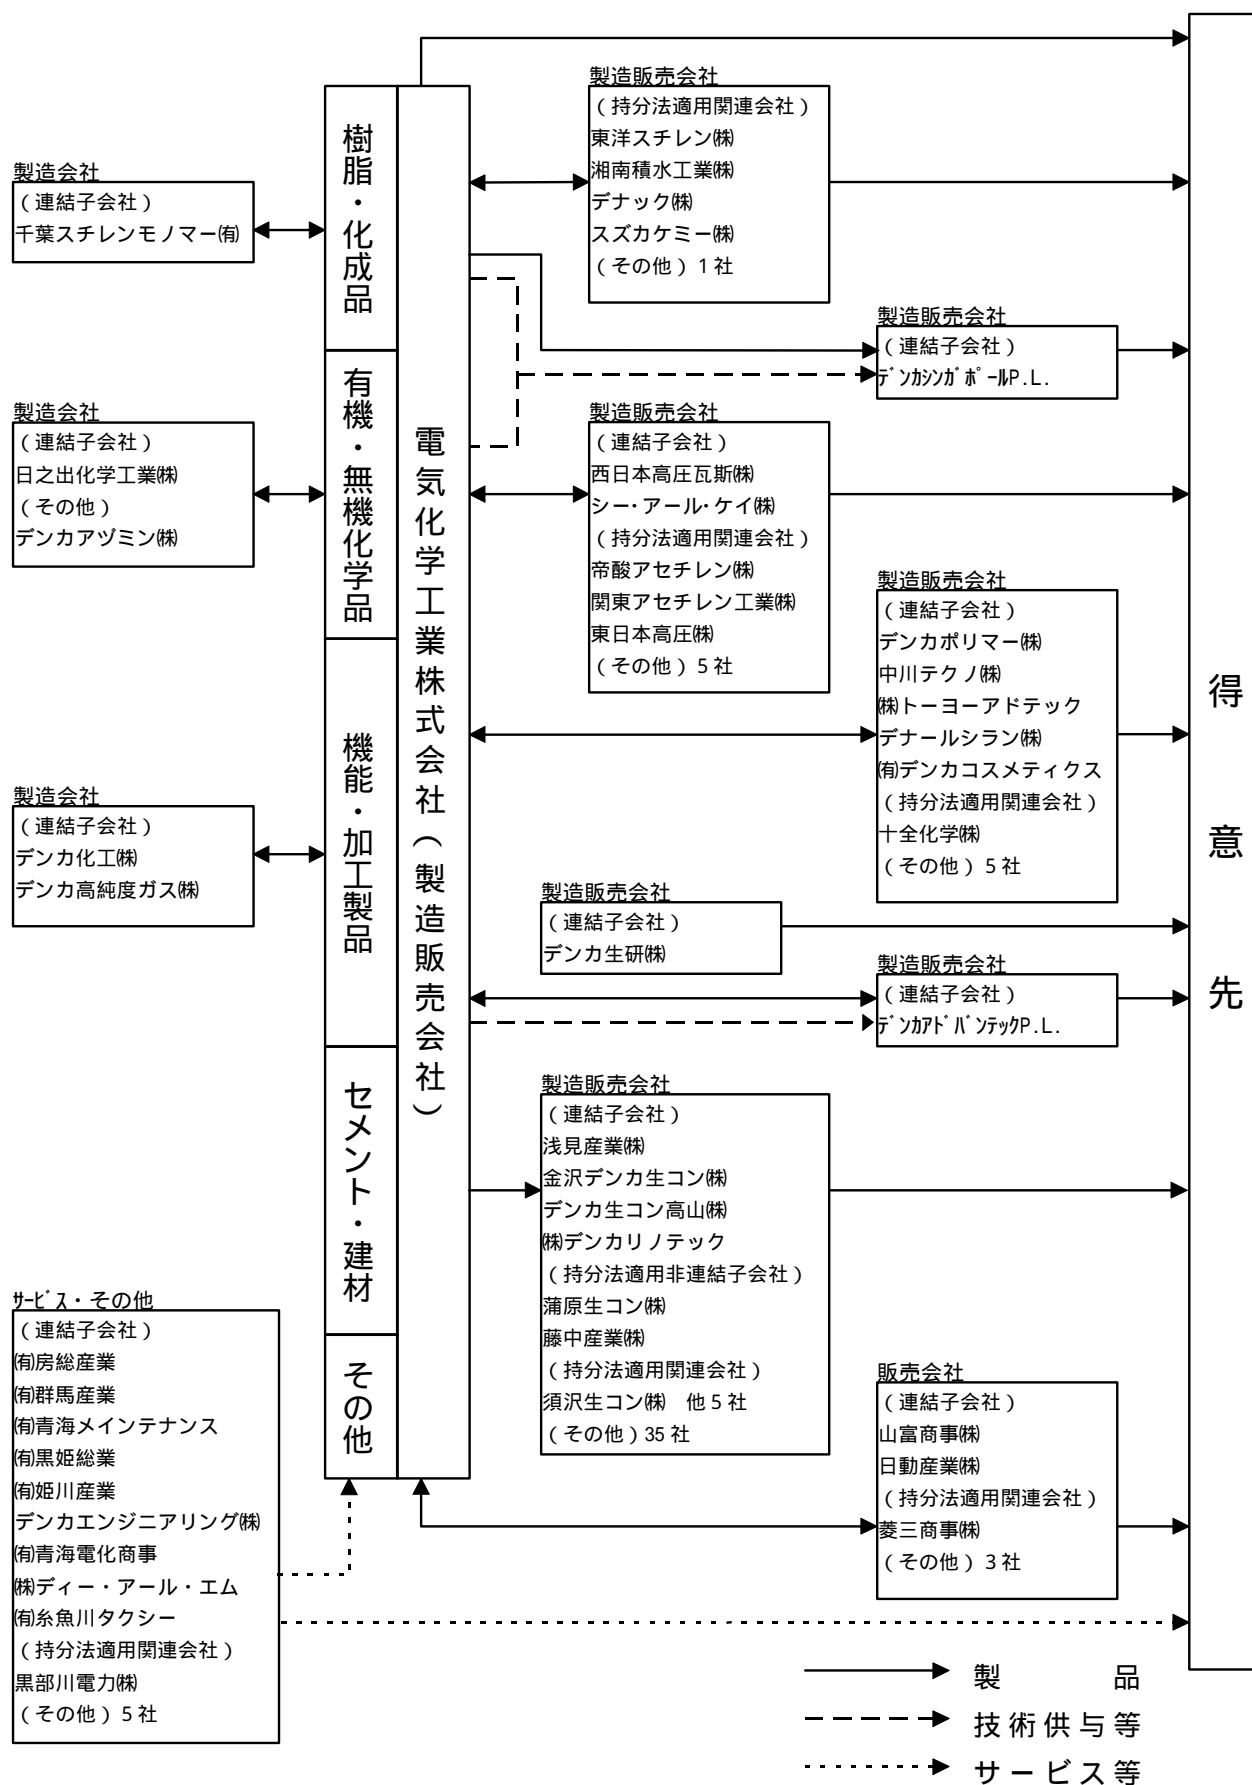 製造会社
(連結子会社)
千葉スチレンモノマー㈲
製造会社
(連結子会社)
日之出化学工業㈱
(その他)
デンカアヅミン㈱
製造会社
(連結子会社)
デンカ化工㈱
デンカ高純度ガス㈱
サービス・その他
(連結子会社)
㈲房総産業
㈲群馬産業
㈲青海メインテナンス
㈲黒姫総業
㈲姫川産業
デンカエンジニアリング㈱
㈲青海電化商事
㈱ディー・アール・エム
㈲糸魚川タクシー
(持分法適用関連会社)
黒部川電力㈱
(その他)5社
樹脂・化成品
有機・無機化学品
機能・加工製品
セメント・建材
その他
電気化学工業株式会社(製造販売会社)
製造販売会社
(持分法適用関連会社)
東洋スチレン㈱
湘南積水工業㈱
デナック㈱
スズカケミー㈱
(その他)1社
製造販売会社
(連結子会社)
デンカシンガポールP.L.
製造販売会社
(連結子会社)
西日本高圧瓦斯㈱
シー・アール・ケイ㈱
(持分法適用関連会社)
帝酸アセチレン㈱
関東アセチレン工業㈱
東日本高圧㈱
(その他)5社
製造販売会社
(連結子会社)
デンカポリマー㈱
中川テクノ㈱
㈱トーヨーアドテック
デナールシラン㈱
㈲デンカコスメティクス
(持分法適用関連会社)
十全化学㈱
(その他)5社
製造販売会社
(連結子会社)
デンカ生研㈱
製造販売会社
(連結子会社)
デンカアドバンテックP.L.
製造販売会社
(連結子会社)
浅見産業㈱
金沢デンカ生コン㈱
デンカ生コン高山㈱
㈱デンカリノテック
(持分法適用非連結子会社)
蒲原生コン㈱
藤中産業㈱
(持分法適用関連会社)
須沢生コン㈱ 他5社
(その他)35社
販売会社
(連結子会社)
山富商事㈱
日動産業㈱
(持分法適用関連会社)
菱三商事㈱
(その他)3社
得意先
製品
技術供与等
サービス等